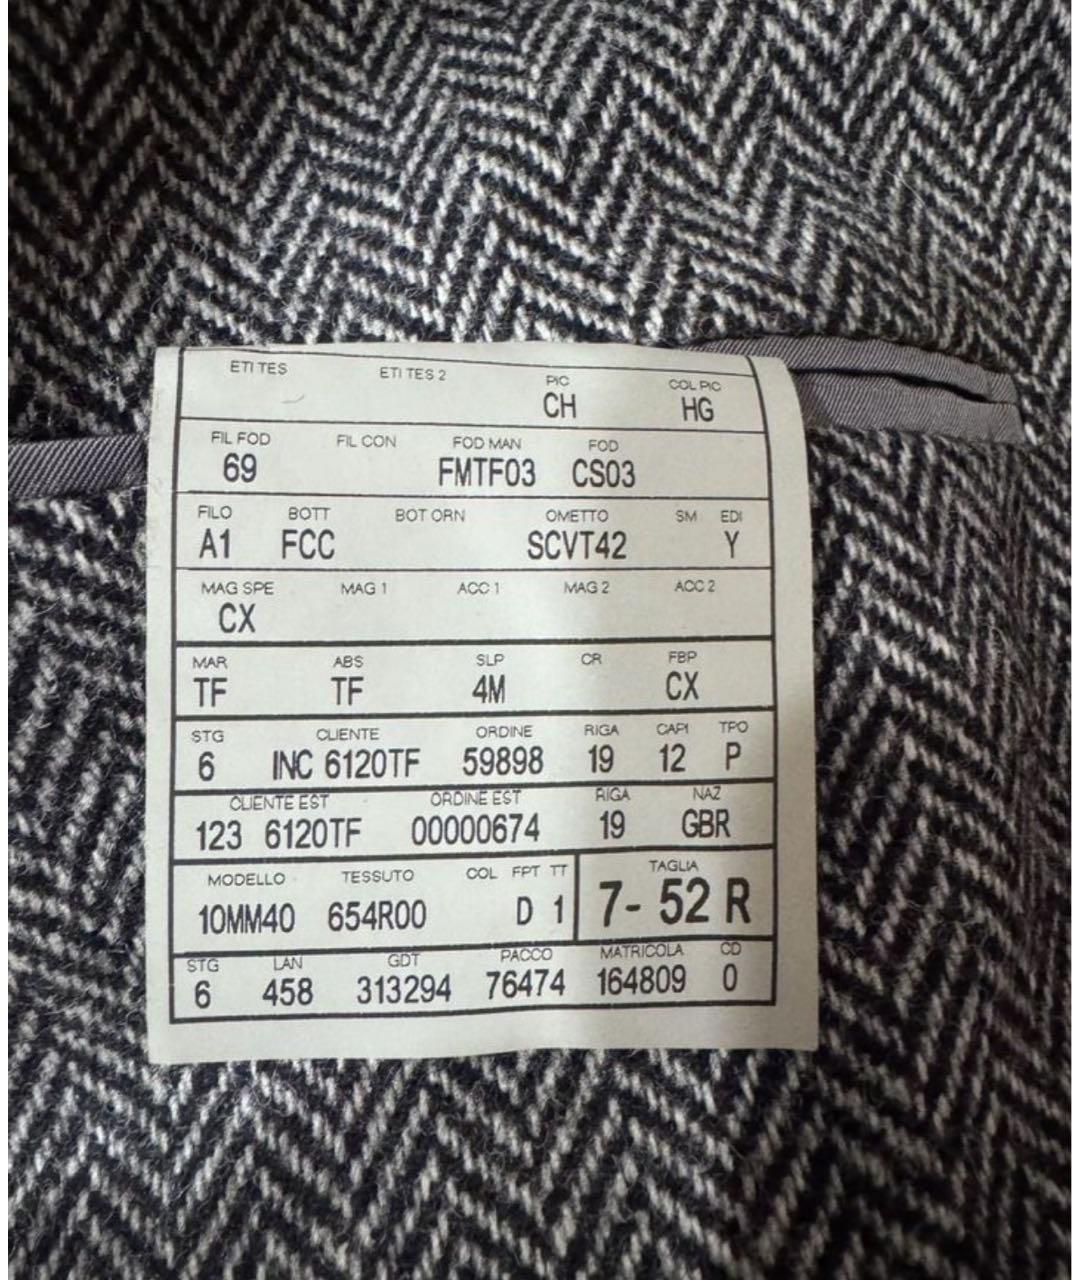 ETI TES ETI TES 2 PIC COL PIC
CH HG
FIL FOD FIL CON FOD MAN FOD
69 FMTF03 CS03
FILO BOTT BOT ORN OMETTO SM EDI
A1 FCC SCVT42 Y
MAG SPE MAG 1 ACC 1 MAG 2 ACC 2
CX
MAR ABS SLP CR FBP
TF TF 4M CX
STG CLIENTE ORDINE RIGA CAPI TPO
6 INC 6120TF 59898 19 12 P
CLIENTE EST ORDINE EST RIGA NAZ
123 6120TF 00000674 19 GBR
MODELLO TESSUTO COL FPT TT TAGLIA
10MM40 654R00 D 1 7- 52 R
STG LAN GDT PACCO MATRICOLA CD
6 458 313294 76474 164809 0